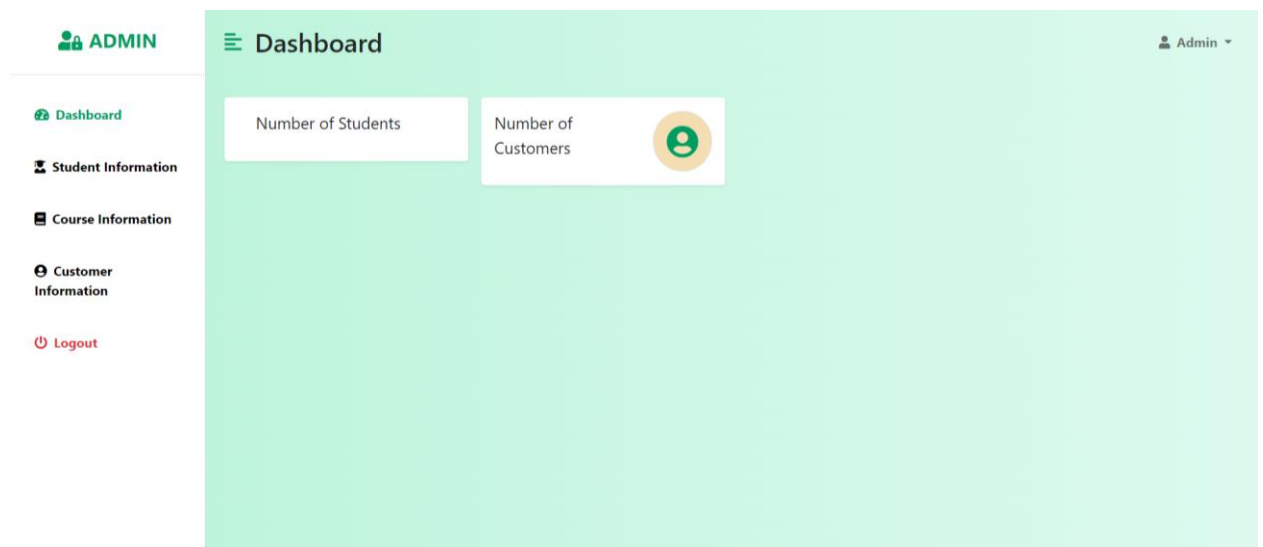 ADMIN
Dashboard
Admin
Dashboard
Student Information
Course Information
Customer
Information
Logout
Number of Students
Number of
Customers